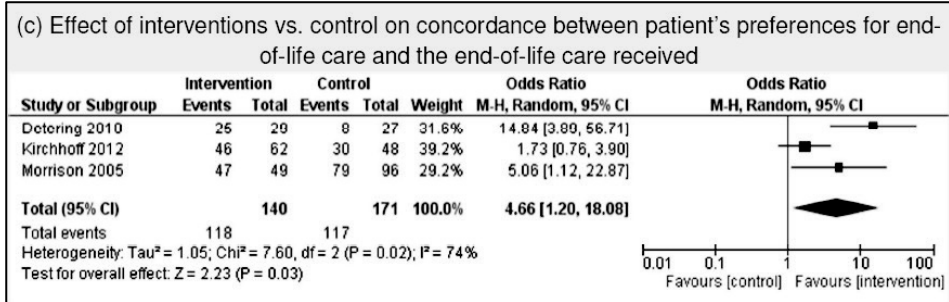 (c) Effect of interventions vs. control on concordance between patient's preferences for end-
of-life care and the end-of-life care received
Intervention Control Odds Ratio Odds Ratio
Study or Subgroup Events Total Events Total Weight M-H, Random, 95% CI M-H, Random, 95% CI
Detering 2010 25 29 8 27 31.6% 14.84 [3.89, 56.71]
Kirchhoff 2012 46 62 30 48 39.2% 1.73 [0.76, 3.90]
Morrison 2005 47 49 79 96 29.2% 5.06 [1.12, 22.87]
Total (95% CI) 140 171 100.0% 4.66 [1.20, 18.08]
Total events 118 117
Heterogeneity: Tau² = 1.05; Chi² = 7.60, df = 2 (P = 0.02); I² = 74%
Test for overall effect: Z = 2.23 (P = 0.03)
0.01 0.1 1 10 100
Favours [control] Favours [intervention]